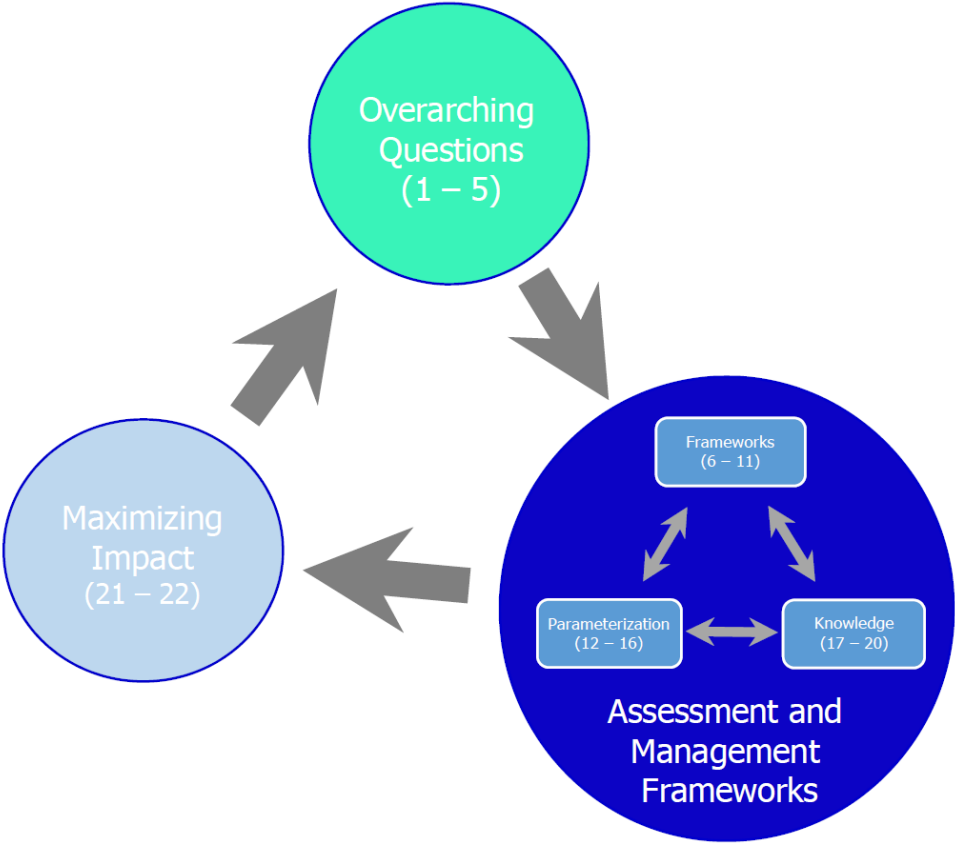 Overarching
Questions
(1 – 5)
Frameworks
(6 – 11)
Maximizing
Impact
(21 – 22)
Parameterization
(12 – 16)
Knowledge
(17 – 20)
Assessment and
Management
Frameworks